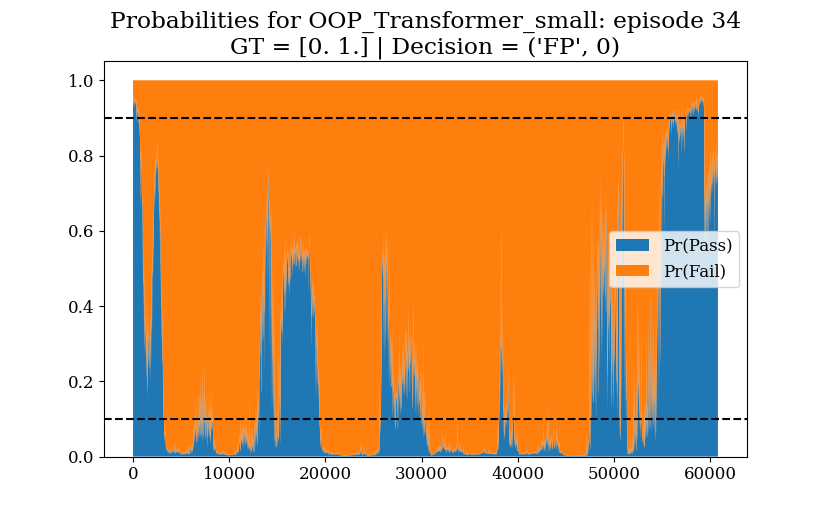 Probabilities for OOP_Transformer_small: episode 34
GT = [0. 1.] | Decision = ('FP', 0)
1.0
0.8
0.6
0.4
0.2
0.0
Pr(Pass)
Pr(Fail)
0 10000 20000 30000 40000 50000 60000